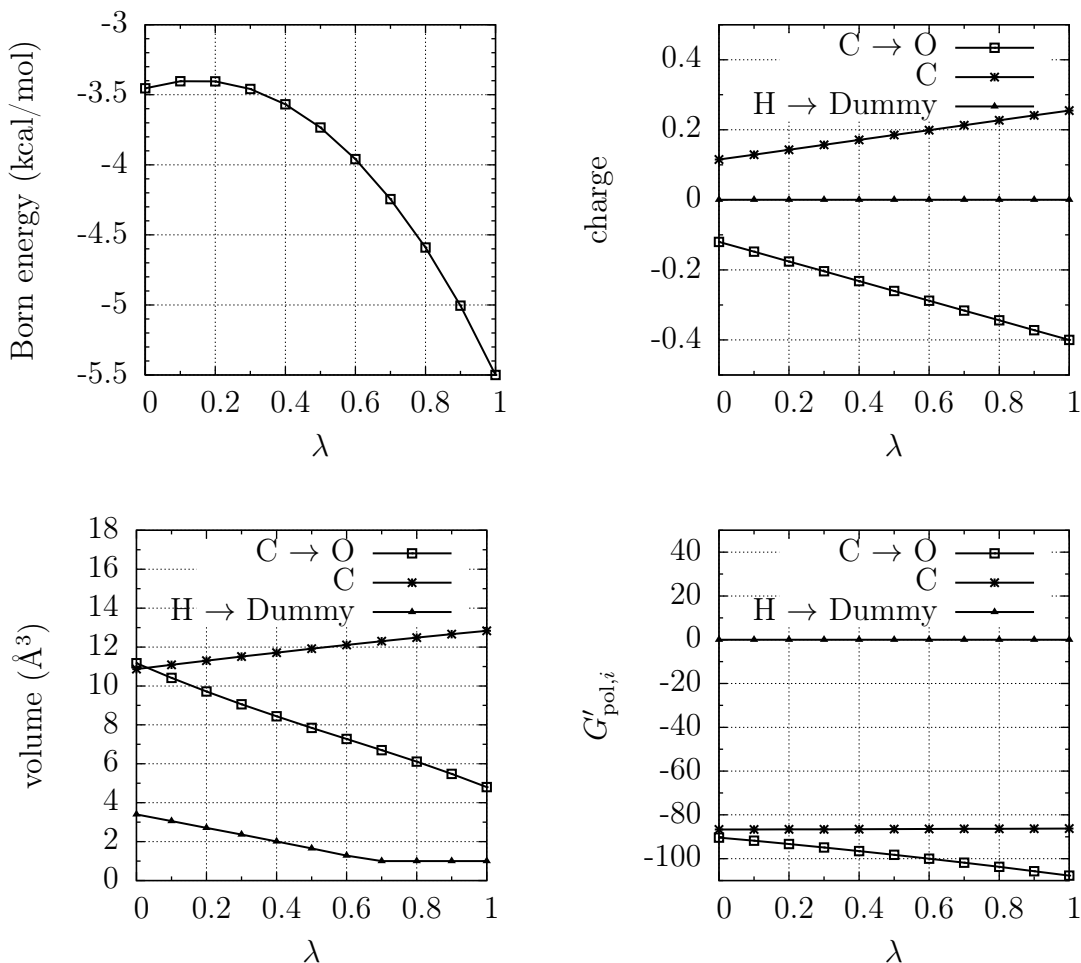 Born energy (kcal/mol)
-3
-3.5
-4
-4.5
-5
-5.5
0 0.2 0.4 0.6 0.8 1
λ
charge
0.4
0.2
0
-0.2
-0.4
C → O
C
H → Dummy
0 0.2 0.4 0.6 0.8 1
λ
volume (Å³)
18
16
14
12
10
8
6
4
2
0
C → O
C
H → Dummy
0 0.2 0.4 0.6 0.8 1
λ
G′pol,i
40
20
0
-20
-40
-60
-80
-100
C → O
C
H → Dummy
0 0.2 0.4 0.6 0.8 1
λ